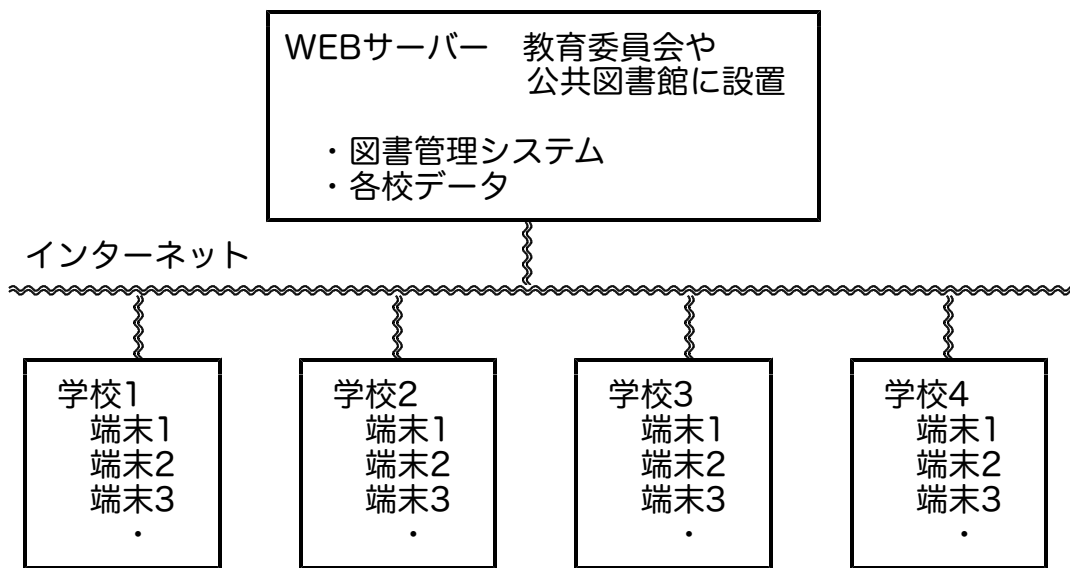 WEBサーバー 教育委員会や
公共図書館に設置
・図書管理システム
・各校データ
インターネット
学校1
端末1
端末2
端末3
・
学校2
端末1
端末2
端末3
・
学校3
端末1
端末2
端末3
・
学校4
端末1
端末2
端末3
・